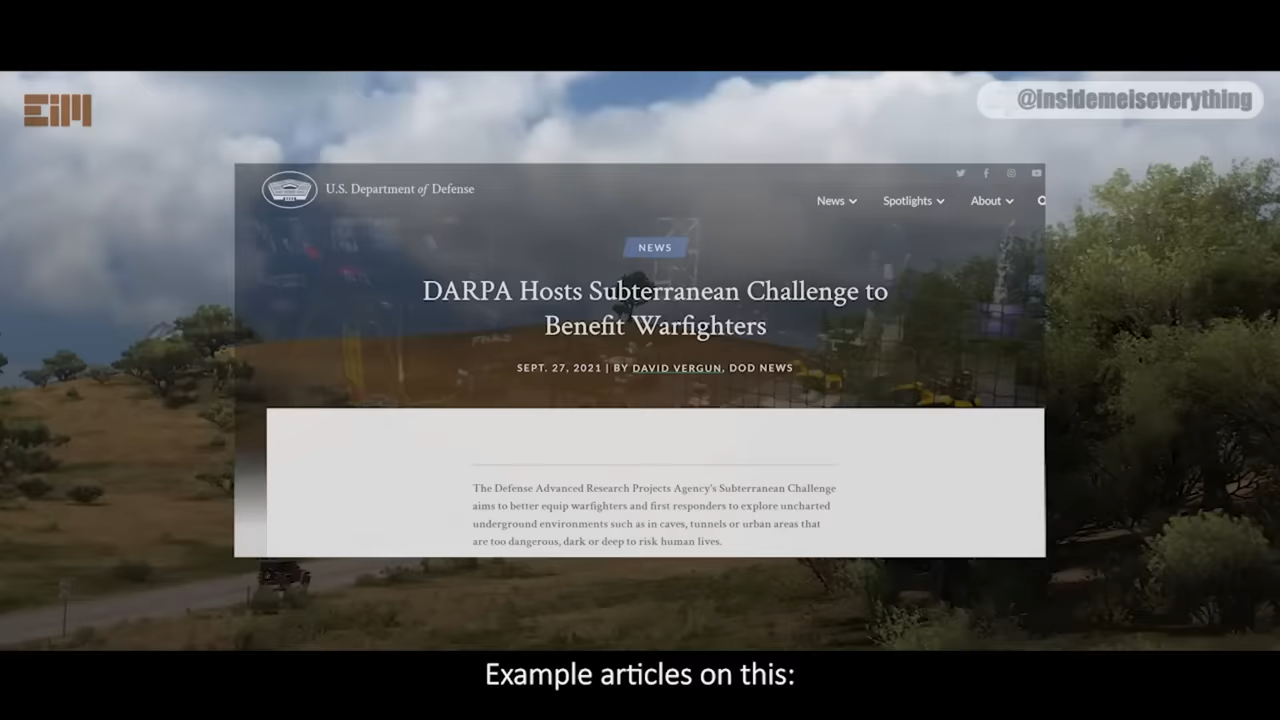 EiM
@insidemeiseverything
U.S. Department of Defense
News
Spotlights
About
NEWS
DARPA Hosts Subterranean Challenge to
Benefit Warfighters
SEPT. 27, 2021 | BY DAVID VERGUN, DOD NEWS
The Defense Advanced Research Projects Agency's Subterranean Challenge
aims to better equip warfighters and first responders to explore uncharted
underground environments such as in caves, tunnels or urban areas that
are too dangerous, dark or deep to risk human lives.
Example articles on this: